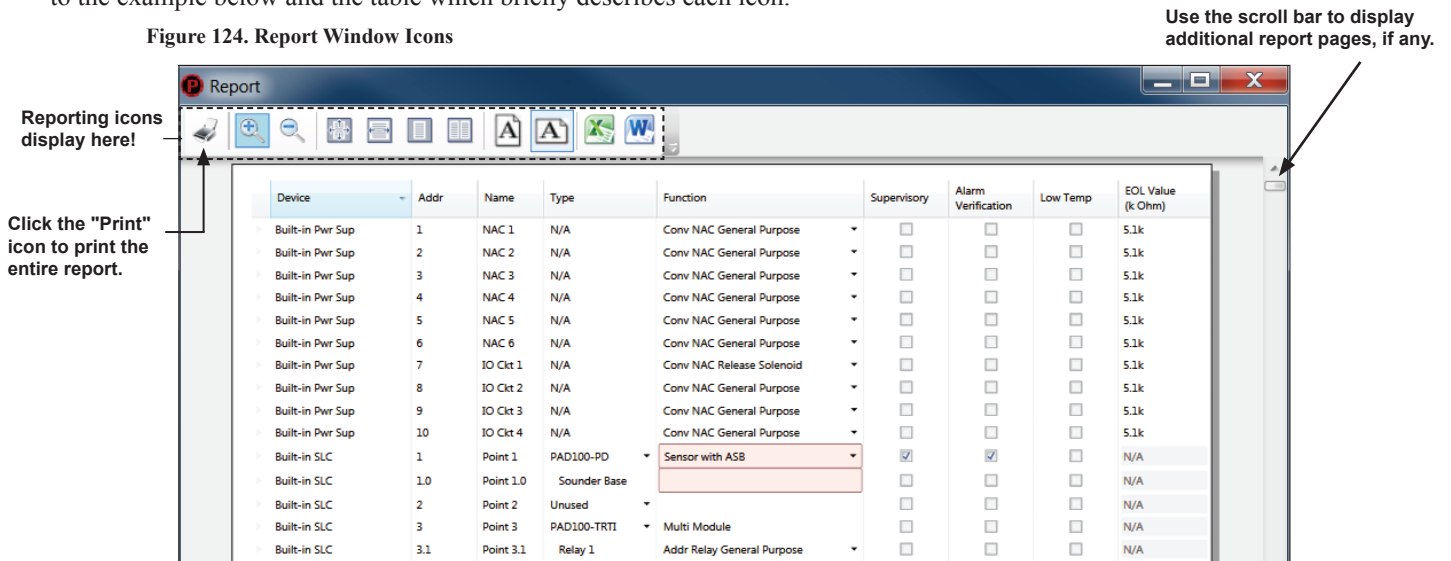 to the example below and the table which briefly describes each icon.
Figure 124. Report Window Icons
Use the scroll bar to display
additional report pages, if any.
P Report
X
Reporting icons
display here!
A A X W
Click the "Print"
icon to print the
entire report.
Device Addr Name Type Function Supervisory Alarm Verification Low Temp EOL Value (k Ohm)
Built-in Pwr Sup 1 NAC 1 N/A Conv NAC General Purpose 5.1k
Built-in Pwr Sup 2 NAC 2 N/A Conv NAC General Purpose 5.1k
Built-in Pwr Sup 3 NAC 3 N/A Conv NAC General Purpose 5.1k
Built-in Pwr Sup 4 NAC 4 N/A Conv NAC General Purpose 5.1k
Built-in Pwr Sup 5 NAC 5 N/A Conv NAC General Purpose 5.1k
Built-in Pwr Sup 6 NAC 6 N/A Conv NAC General Purpose 5.1k
Built-in Pwr Sup 7 IO Ckt 1 N/A Conv NAC Release Solenoid 5.1k
Built-in Pwr Sup 8 IO Ckt 2 N/A Conv NAC General Purpose 5.1k
Built-in Pwr Sup 9 IO Ckt 3 N/A Conv NAC General Purpose 5.1k
Built-in Pwr Sup 10 IO Ckt 4 N/A Conv NAC General Purpose 5.1k
Built-in SLC 1 Point 1 PAD100-PD Sensor with ASB N/A
Built-in SLC 1.0 Point 1.0 Sounder Base N/A
Built-in SLC 2 Point 2 Unused N/A
Built-in SLC 3 Point 3 PAD100-TRTI Multi Module N/A
Built-in SLC 3.1 Point 3.1 Relay 1 Addr Relay General Purpose N/A